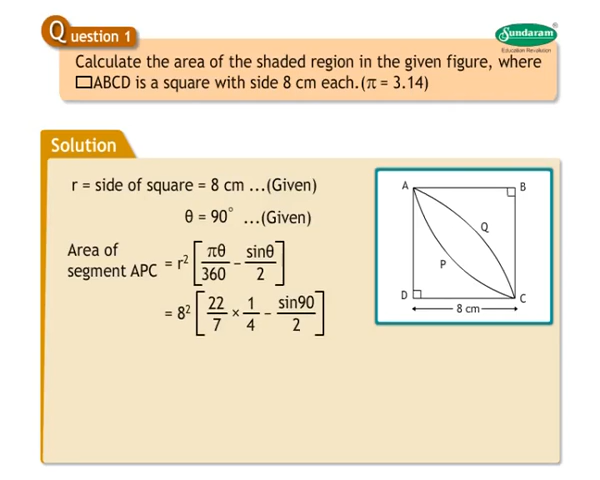 Question 1
Sundaram®
Education Revolution
Calculate the area of the shaded region in the given figure, where
□ABCD is a square with side 8 cm each.(π = 3.14)
Solution
r = side of square = 8 cm ...(Given)
θ = 90° ...(Given)
Area of segment APC = r² [ πθ/360 − sinθ/2 ]
= 8² [ 22/7 × 1/4 − sin90/2 ]
A
B
Q
P
D
C
8 cm